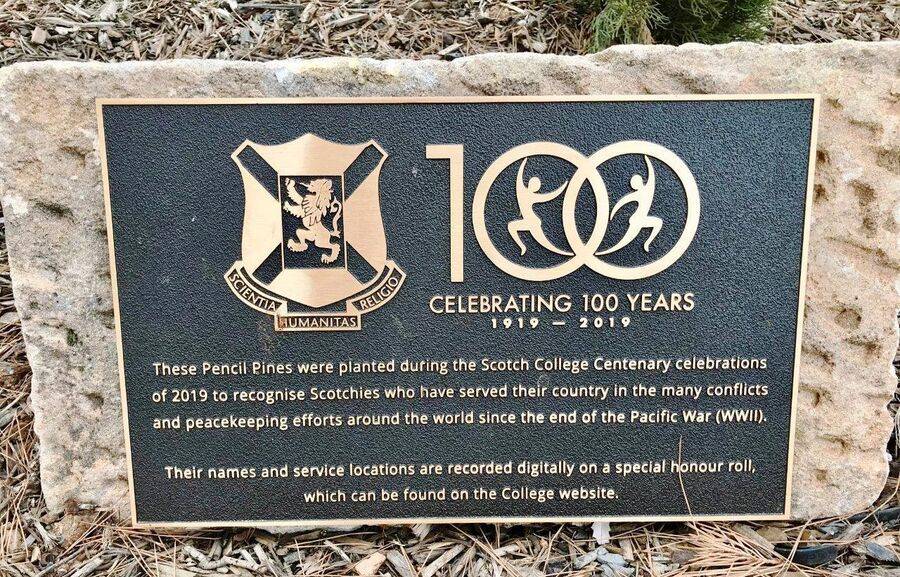 100
SCIENTIA
HUMANITAS
RELIGIO
CELEBRATING 100 YEARS
1919 — 2019
These Pencil Pines were planted during the Scotch College Centenary celebrations
of 2019 to recognise Scotchies who have served their country in the many conflicts
and peacekeeping efforts around the world since the end of the Pacific War (WWII).
Their names and service locations are recorded digitally on a special honour roll,
which can be found on the College website.